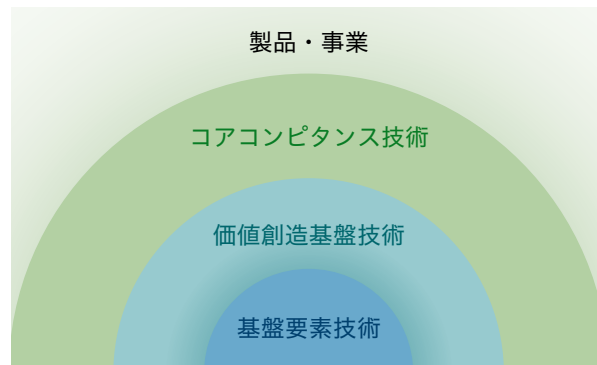 製品・事業
コアコンピタンス技術
価値創造基盤技術
基盤要素技術